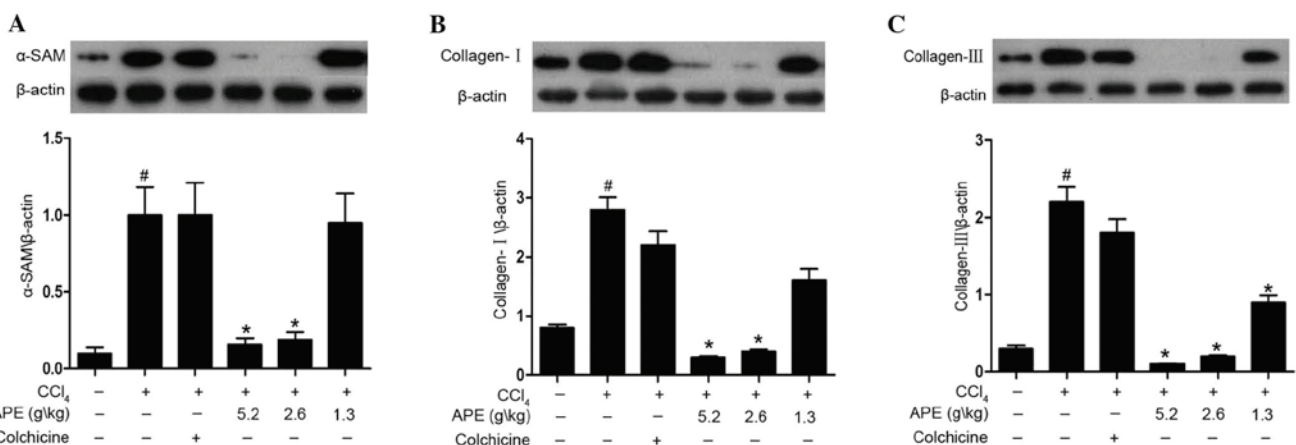 A
α-SAM
β-actin
1.5
1.0
0.5
0.0
α-SAM\β-actin
#
*
*
– + + + + +
CCl4
APE (g\kg) – – – 5.2 2.6 1.3
Colchicine – – + – – –
B
Collagen- Ⅰ
β-actin
4
3
2
1
0
Collagen- Ⅰ \β-actin
#
*
*
– + + + + +
CCl4
APE (g\kg) – – – 5.2 2.6 1.3
Colchicine – – + – – –
C
Collagen-III
β-actin
3
2
1
0
Collagen-III\β-actin
#
*
*
*
– + + + + +
CCl4
APE (g\kg) – – – 5.2 2.6 1.3
Colchicine – – + – – –